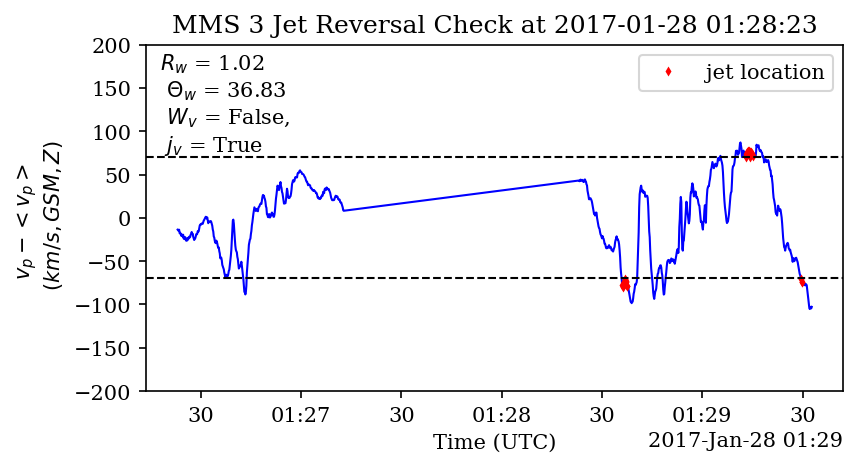 MMS 3 Jet Reversal Check at 2017-01-28 01:28:23
R_w = 1.02
Θ_w = 36.83
W_v = False,
j_v = True
jet location
200
150
100
50
0
−50
−100
−150
−200
v_p − < v_p >
(km/s, GSM, Z)
30 01:27 30 01:28 30 01:29 30
Time (UTC)
2017-Jan-28 01:29